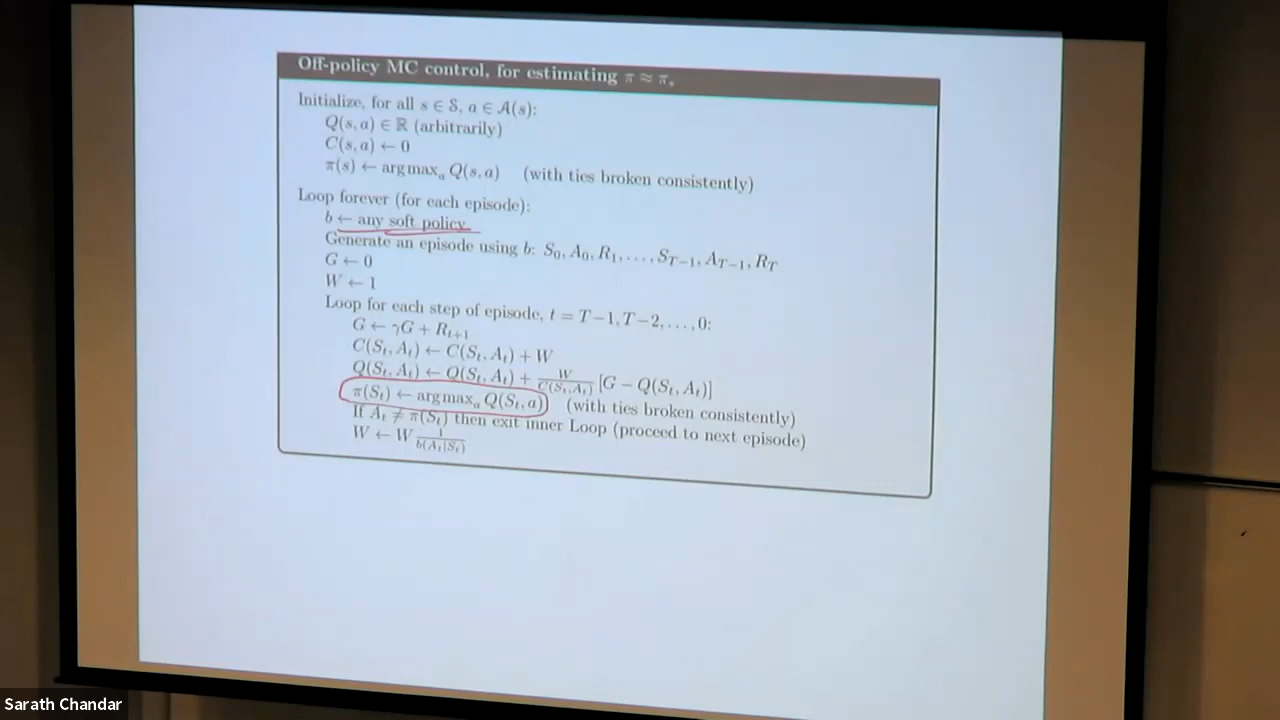 Off-policy MC control, for estimating π ≈ π*
Initialize, for all s ∈ S, a ∈ A(s):
Q(s, a) ∈ ℝ (arbitrarily)
C(s, a) ← 0
π(s) ← argmax_a Q(s, a) (with ties broken consistently)
Loop forever (for each episode):
b ← any soft policy
Generate an episode using b: S_0, A_0, R_1, . . . , S_{T−1}, A_{T−1}, R_T
G ← 0
W ← 1
Loop for each step of episode, t = T−1, T−2, . . . , 0:
G ← γG + R_{t+1}
C(S_t, A_t) ← C(S_t, A_t) + W
Q(S_t, A_t) ← Q(S_t, A_t) + W/C(S_t,A_t) [G − Q(S_t, A_t)]
π(S_t) ← argmax_a Q(S_t, a) (with ties broken consistently)
If A_t ≠ π(S_t) then exit inner Loop (proceed to next episode)
W ← W 1/b(A_t|S_t)
Sarath Chandar